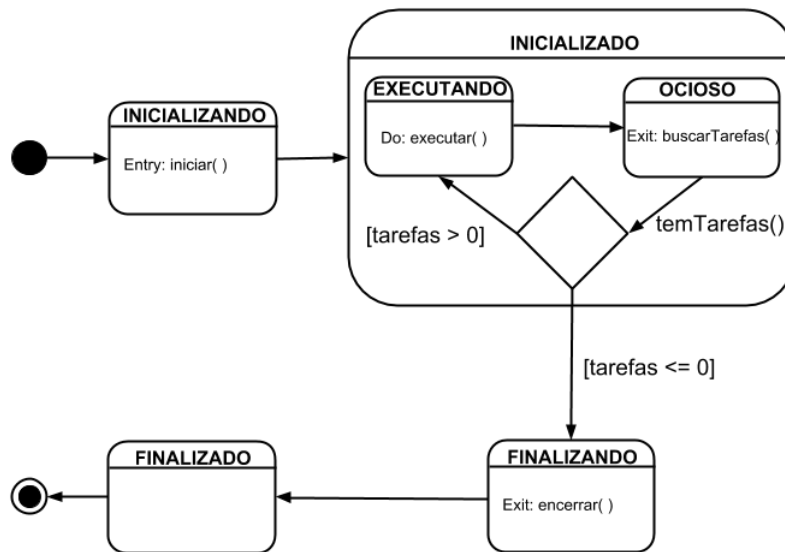 INICIALIZADO
EXECUTANDO
OCIOSO
INICIALIZANDO
Do: executar( )
Exit: buscarTarefas( )
Entry: iniciar( )
[tarefas > 0]
temTarefas()
[tarefas <= 0]
FINALIZADO
FINALIZANDO
Exit: encerrar( )